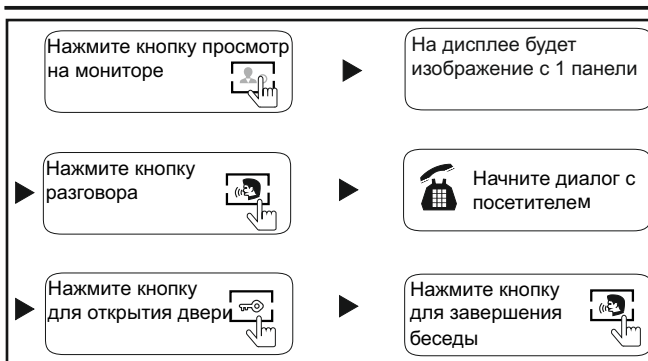 Нажмите кнопку просмотр
на мониторе
На дисплее будет
изображение с 1 панели
Нажмите кнопку
разговора
Начните диалог с
посетителем
Нажмите кнопку
для открытия двери
Нажмите кнопку
для завершения
беседы